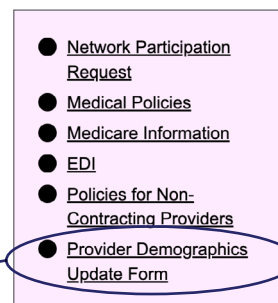 Network Participation
Request
Medical Policies
Medicare Information
EDI
Policies for Non-
Contracting Providers
Provider Demographics
Update Form